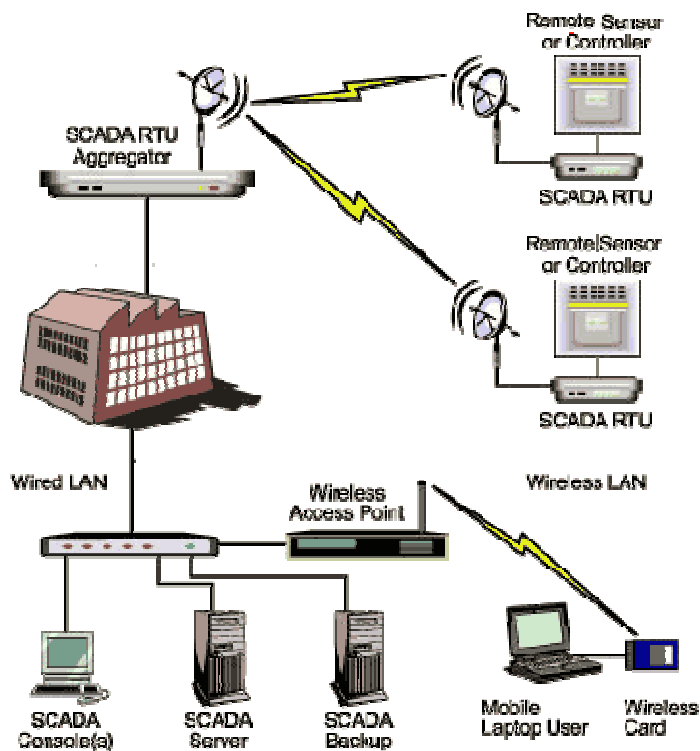 Remote Sensor
or Controller
SCADA RTU
Aggregator
SCADA RTU
Remote|Sensor
or Controller
SCADA RTU
Wired LAN
Wireless
Access Point
Wireless LAN
SCADA
Console(s)
SCADA
Server
SCADA
Backup
Mobile
Laptop User
Wireless
Card